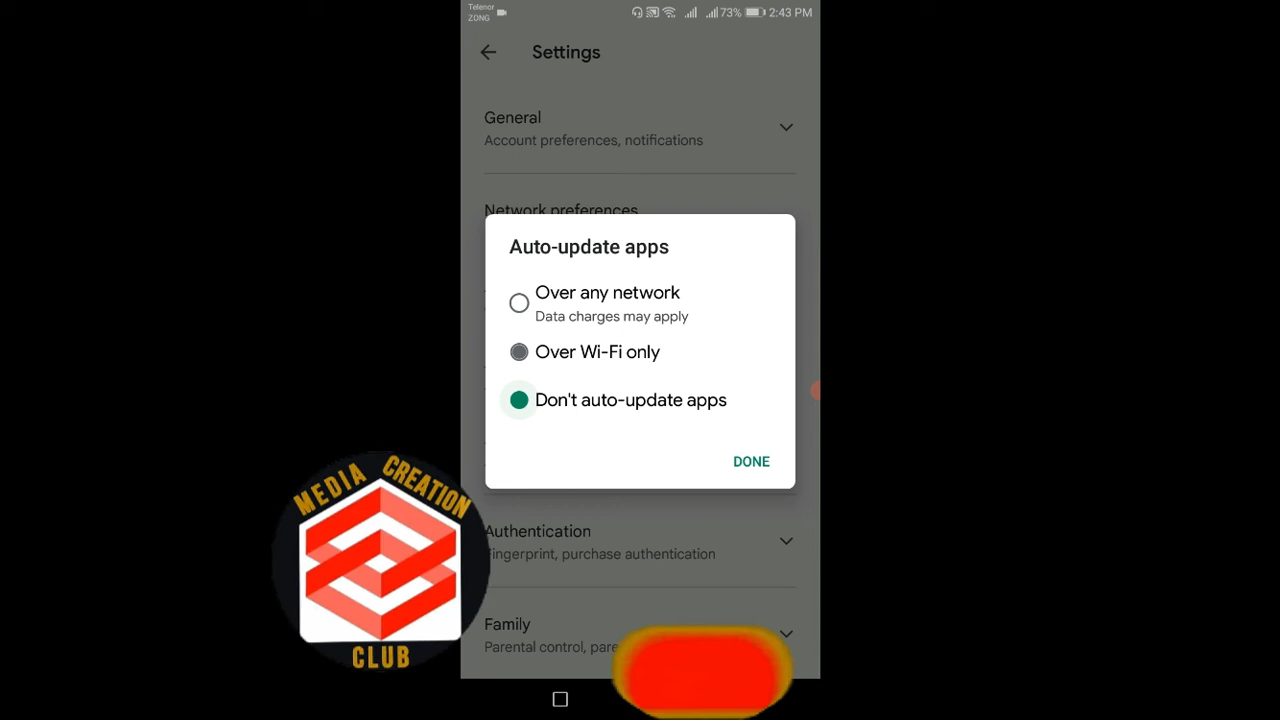 Telenor
ZONG
73% 2:43 PM
Settings
General
Account preferences, notifications
Network preferences
Auto-update apps
Over any network
Data charges may apply
Over Wi-Fi only
Don't auto-update apps
DONE
Authentication
Fingerprint, purchase authentication
Family
Parental control, pare
MEDIA CREATION
CLUB